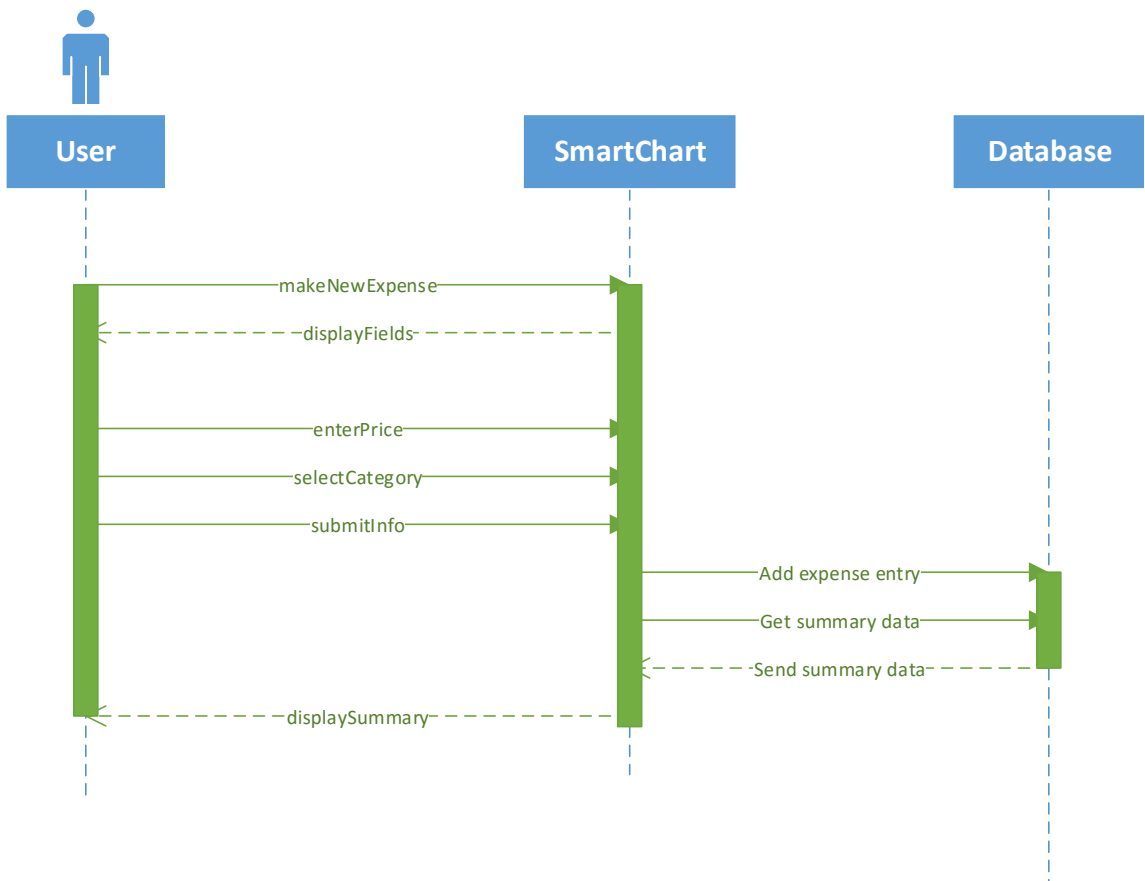 User
SmartChart
Database
makeNewExpense
displayFields
enterPrice
selectCategory
submitInfo
Add expense entry
Get summary data
Send summary data
displaySummary